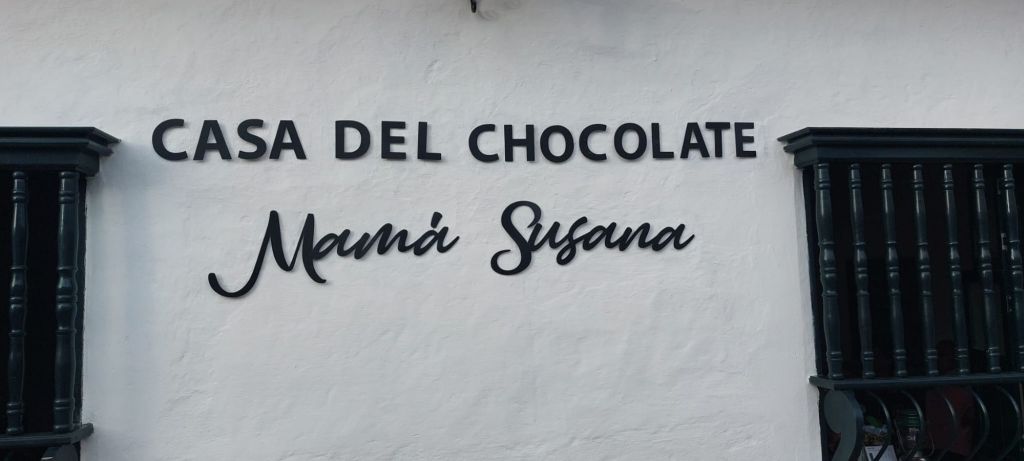 CASA DEL CHOCOLATE
Mamá Susana